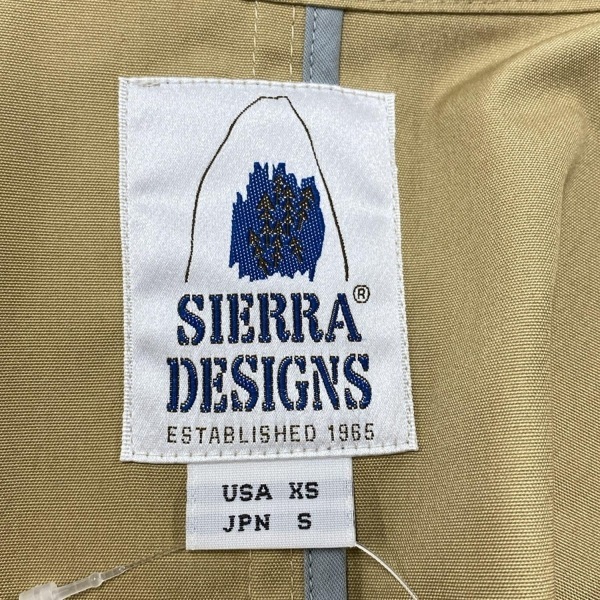 SIERRA®
DESIGNS
ESTABLISHED 1965
USA XS
JPN S